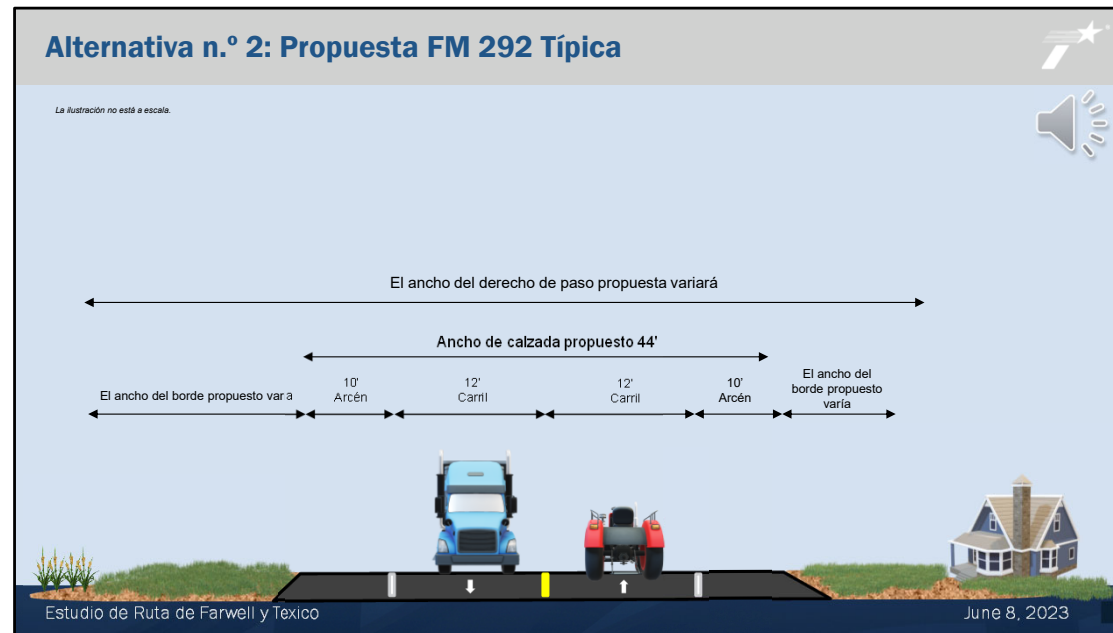 Alternativa n.º 2: Propuesta FM 292 Típica
La ilustración no está a escala.
El ancho del derecho de paso propuesta variará
Ancho de calzada propuesto 44'
El ancho del borde propuesto var a
10'
Arcén
12'
Carril
12'
Carril
10'
Arcén
El ancho del
borde propuesto
varía
Estudio de Ruta de Farwell y Texico
June 8, 2023